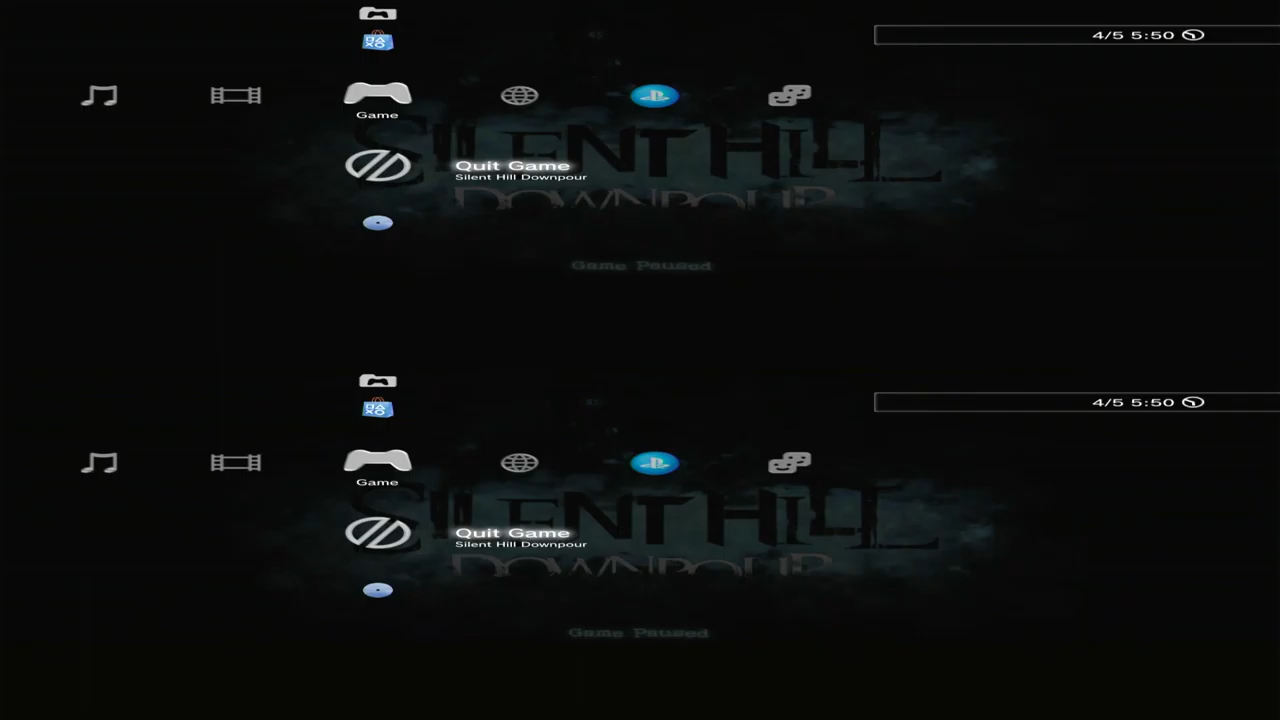 4/5 5:50
Game
SILENT HILL
Quit Game
Silent Hill Downpour
DOWNPOUR
Game Paused
4/5 5:50
Game
SILENT HILL
Quit Game
Silent Hill Downpour
DOWNPOUR
Game Paused